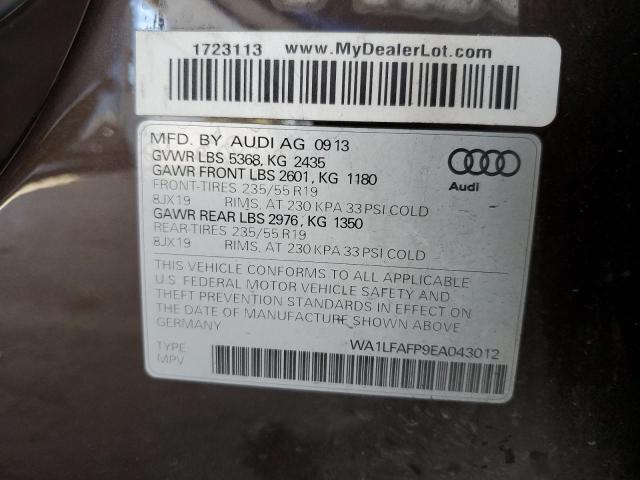 1723113 www.MyDealerLot.com
MFD. BY AUDI AG 09 13
GVWR LBS 5368, KG 2435
GAWR FRONT LBS 2601, KG 1180
FRONT-TIRES 235/55 R19
8JX19 RIMS, AT 230 KPA 33 PSI COLD
GAWR REAR LBS 2976, KG 1350
REAR-TIRES 235/55 R19
8JX19 RIMS, AT 230 KPA 33 PSI COLD
Audi
THIS VEHICLE CONFORMS TO ALL APPLICABLE
U.S. FEDERAL MOTOR VEHICLE SAFETY AND
THEFT PREVENTION STANDARDS IN EFFECT ON
THE DATE OF MANUFACTURE SHOWN ABOVE.
GERMANY
WA1LFAFP9EA043012
TYPE
MPV